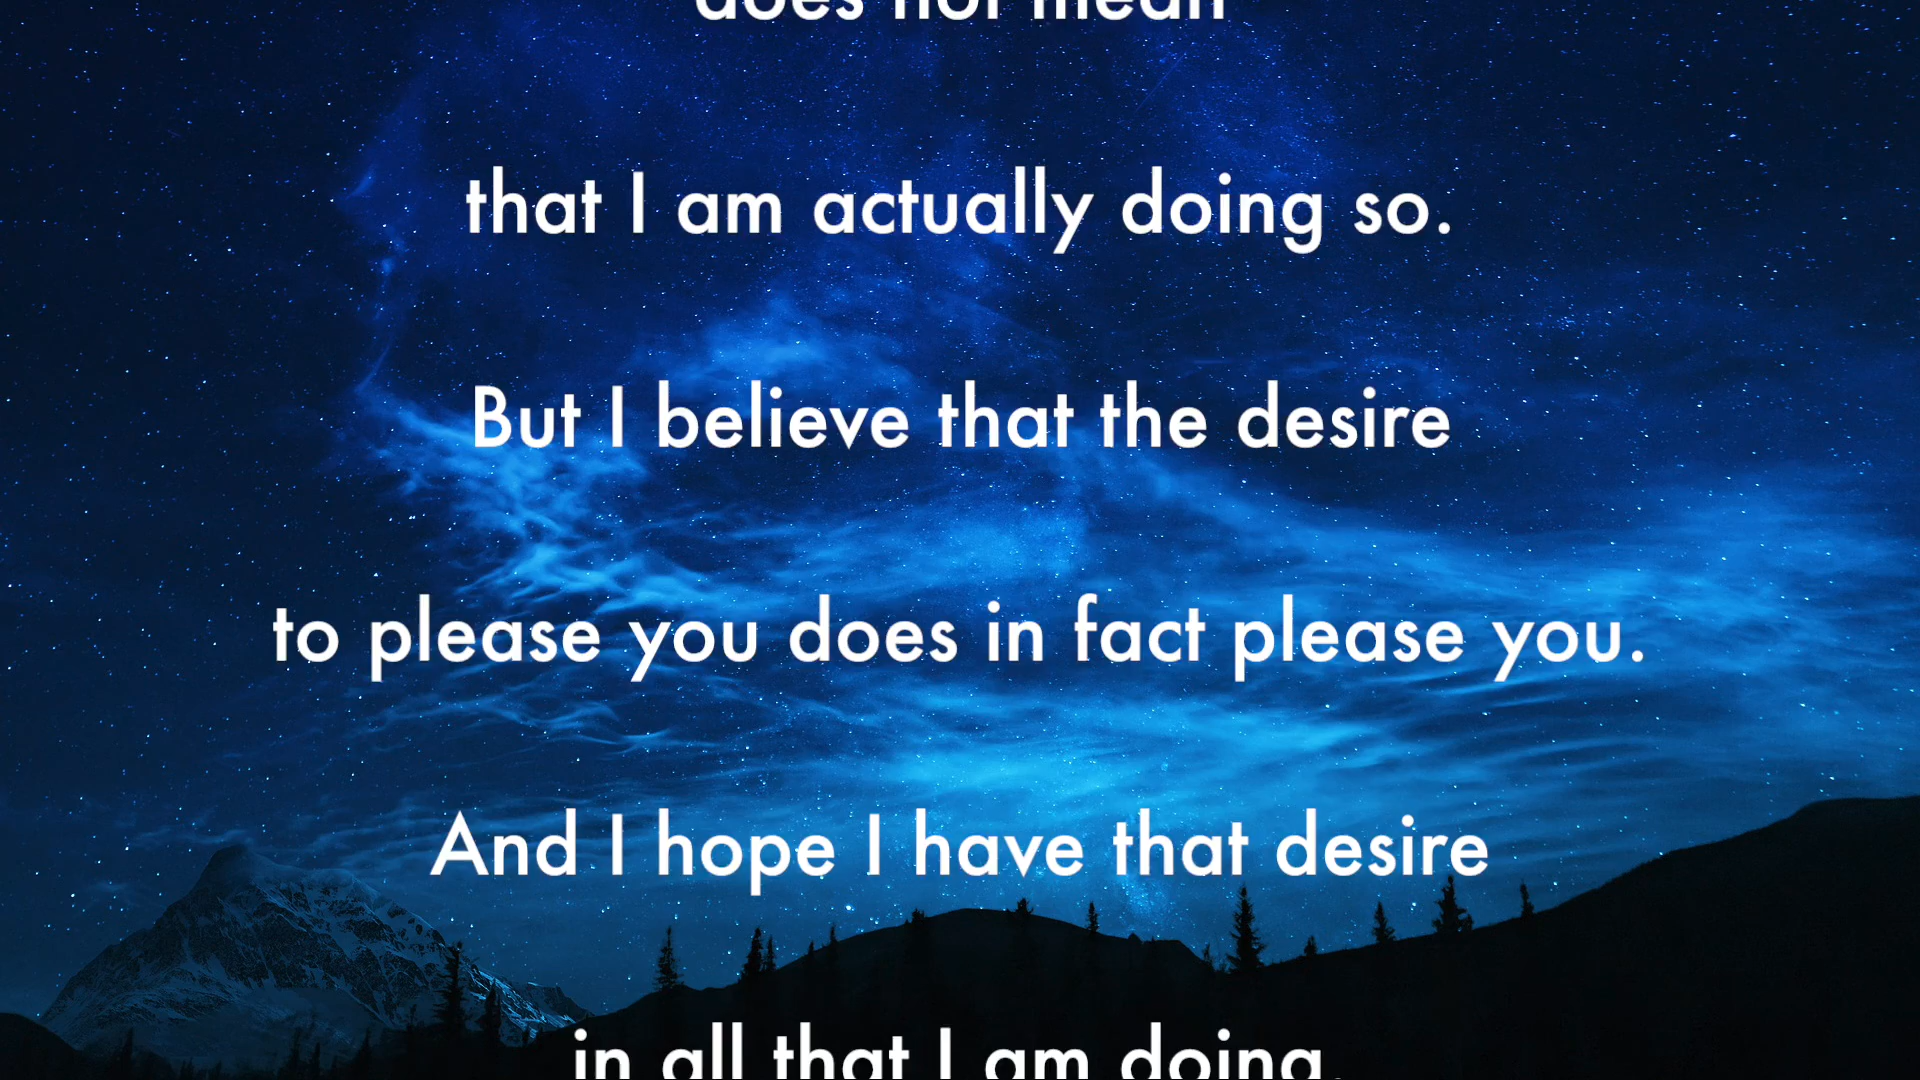 does not mean
that I am actually doing so.
But I believe that the desire
to please you does in fact please you.
And I hope I have that desire
in all that I am doing.